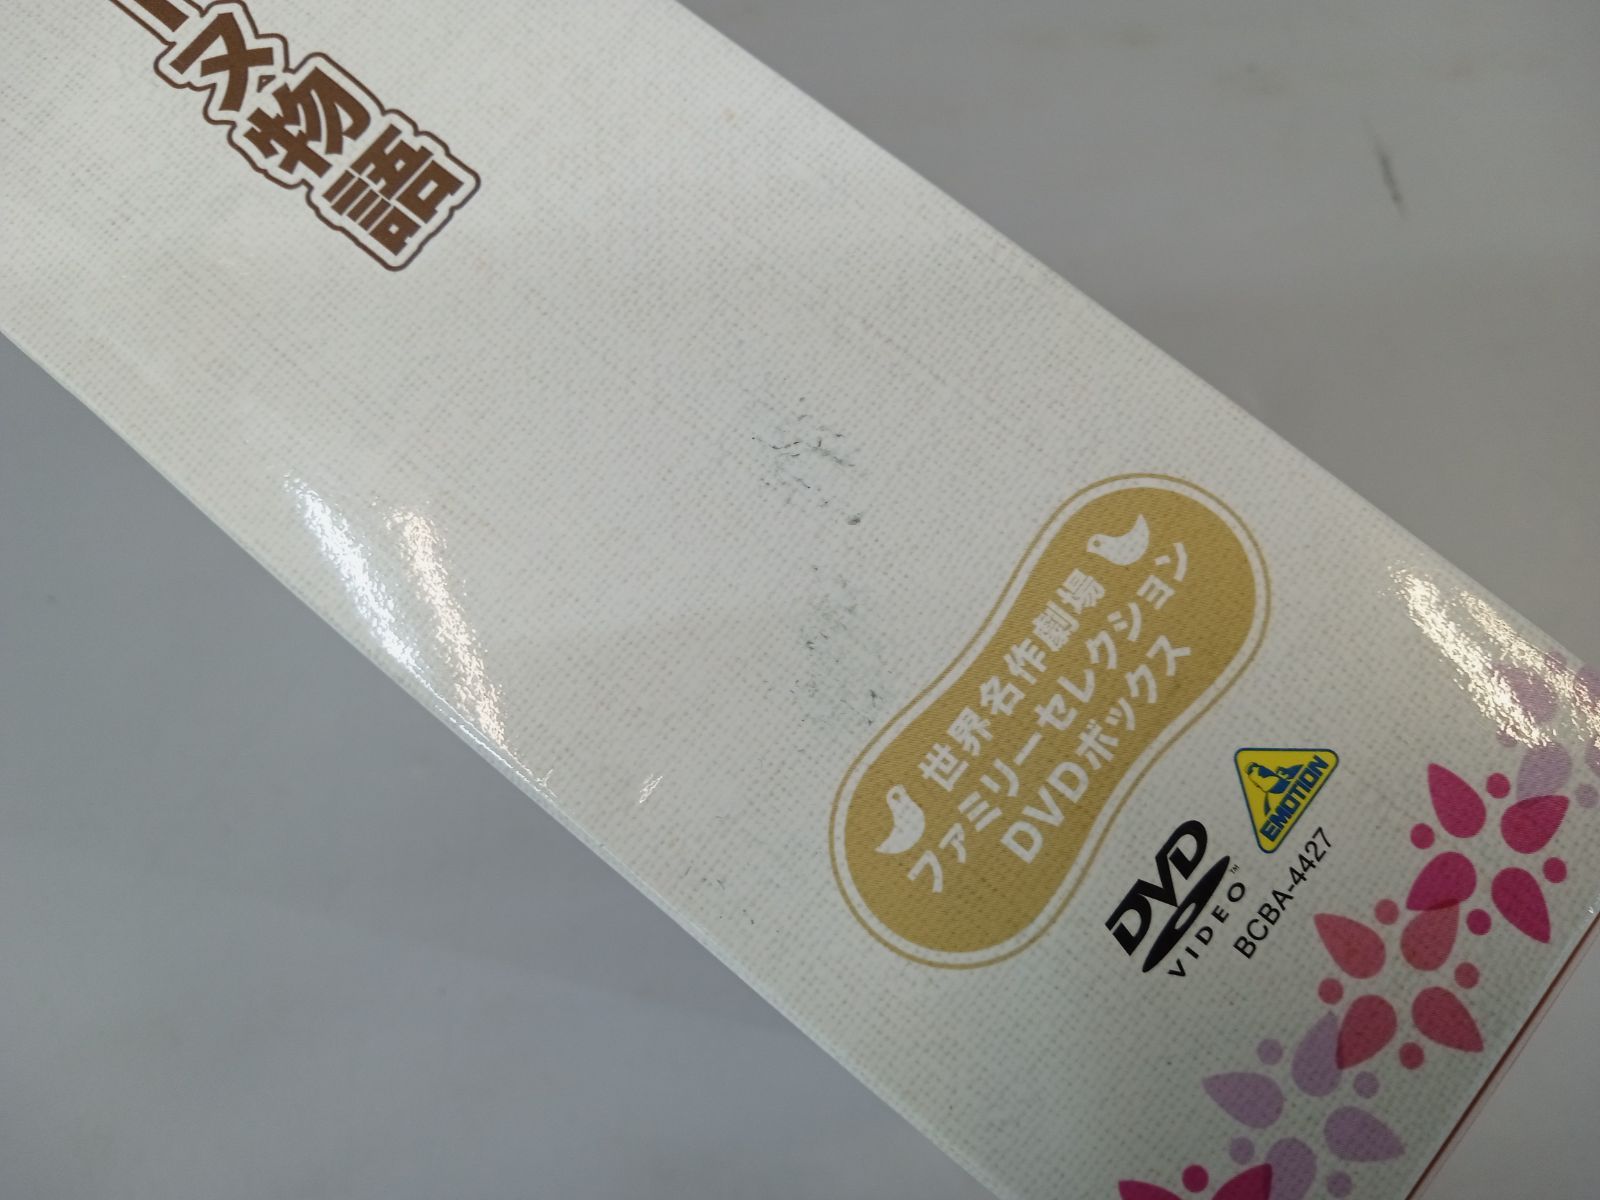 物語
世界名作劇場
ファミリーセレクション
DVDボックス
DVD
VIDEO
TM
EMOTION
BCBA-4427